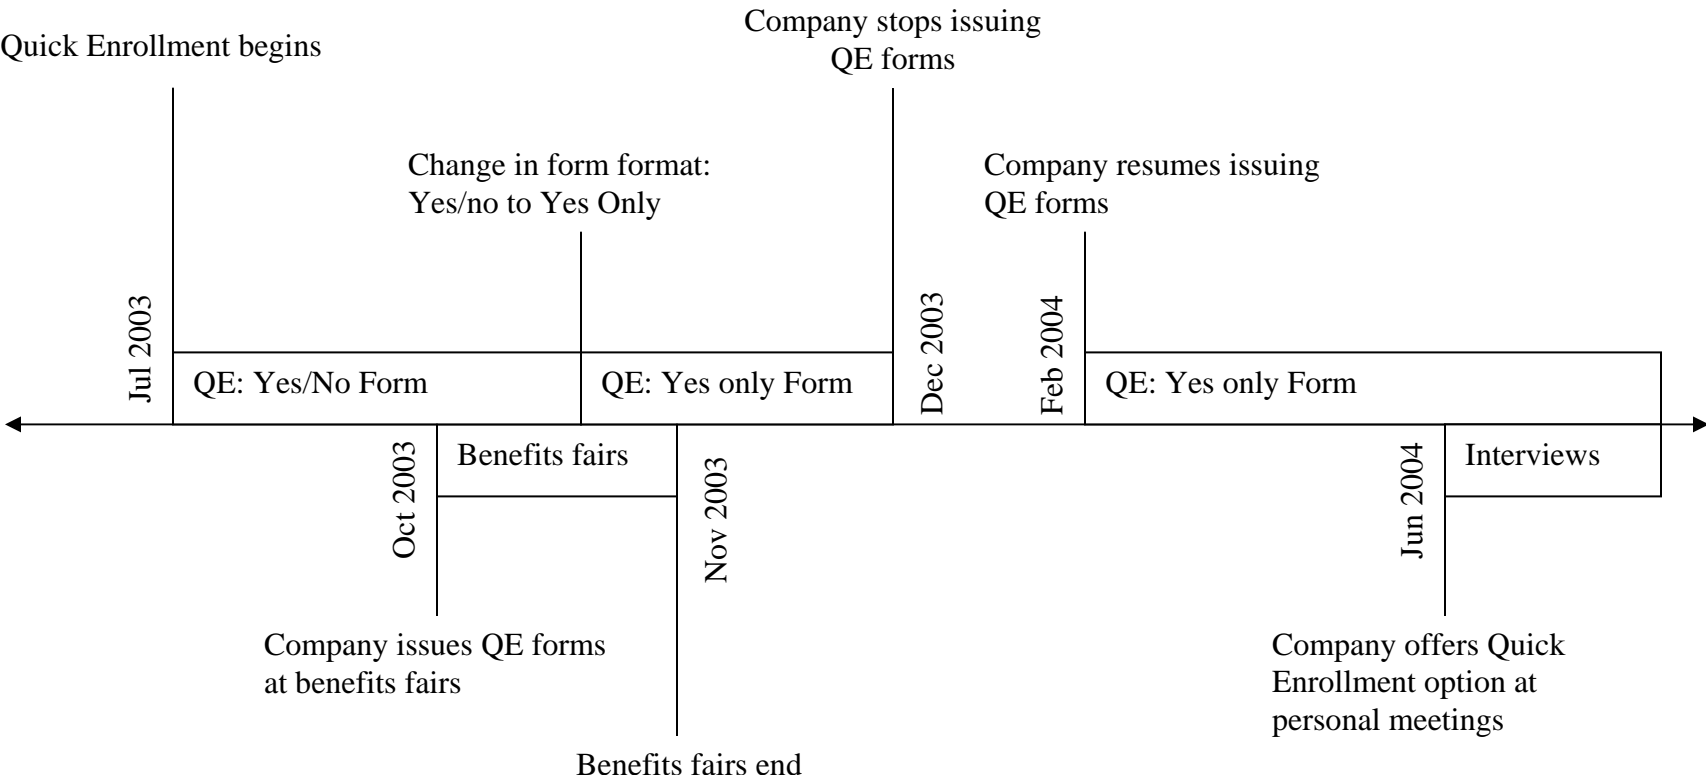 Company stops issuing
QE forms
Quick Enrollment begins
Change in form format:
Yes/no to Yes Only
Company resumes issuing
QE forms
Jul 2003
Dec 2003
Feb 2004
QE: Yes/No Form
QE: Yes only Form
QE: Yes only Form
Oct 2003
Benefits fairs
Nov 2003
Jun 2004
Interviews
Company issues QE forms
at benefits fairs
Company offers Quick
Enrollment option at
personal meetings
Benefits fairs end